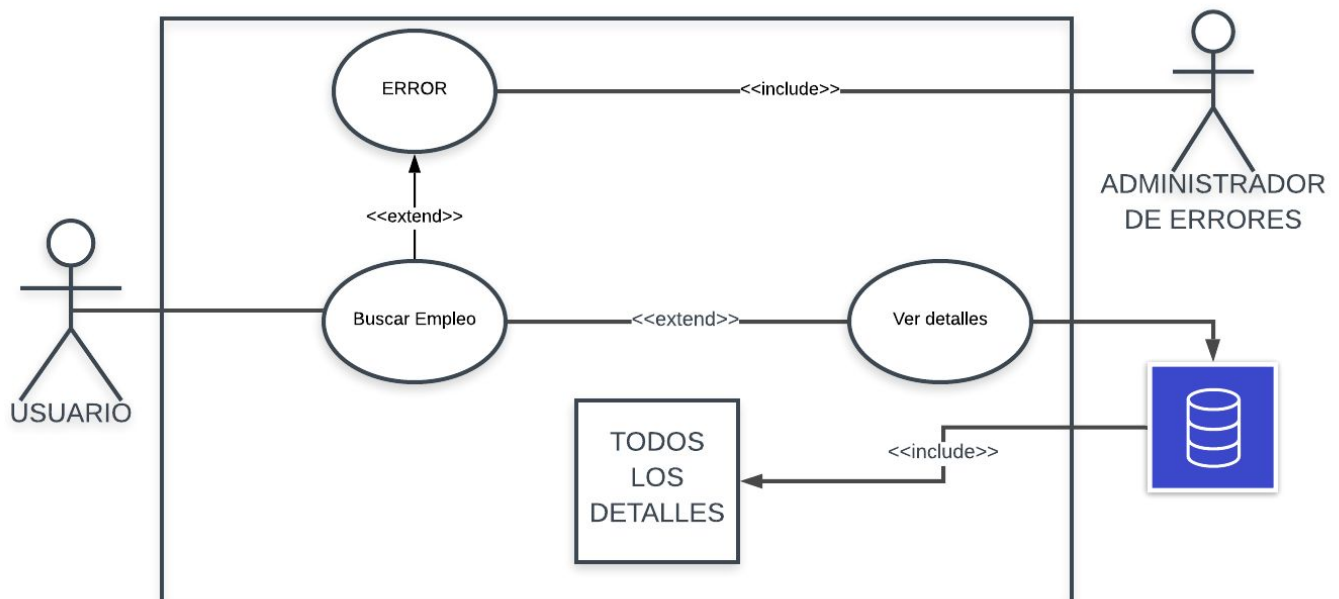 ERROR
<<include>>
ADMINISTRADOR
DE ERRORES
<<extend>>
Buscar Empleo
<<extend>>
Ver detalles
USUARIO
TODOS
LOS
DETALLES
<<include>>